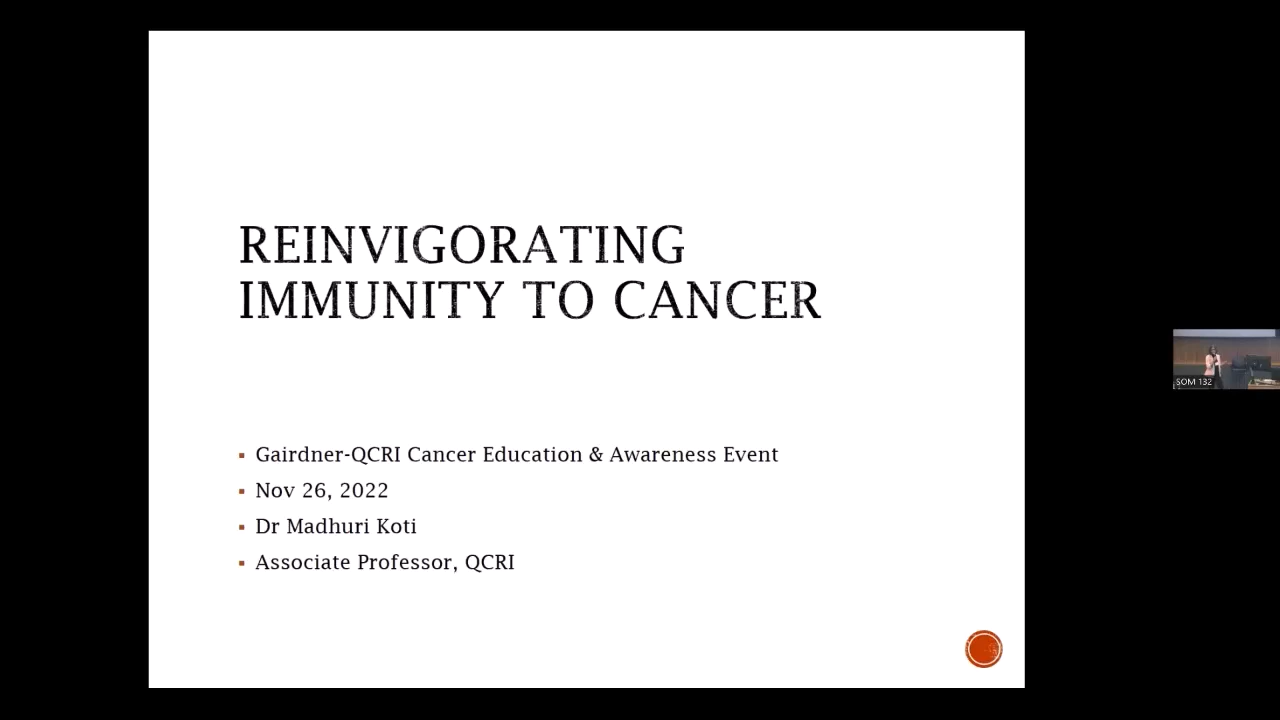 REINVIGORATING
IMMUNITY TO CANCER
Gairdner-QCRI Cancer Education & Awareness Event
Nov 26, 2022
Dr Madhuri Koti
Associate Professor, QCRI
SOM 132